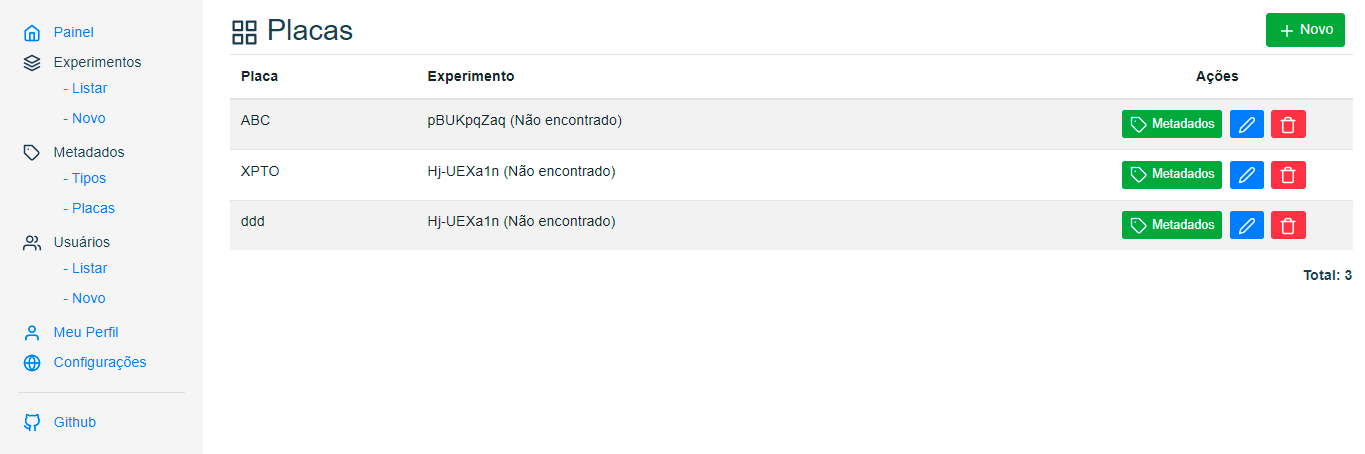 Painel
Experimentos
- Listar
- Novo
Metadados
- Tipos
- Placas
Usuários
- Listar
- Novo
Meu Perfil
Configurações
Github
Placas
Novo
Placa Experimento Ações
ABC pBUKpqZaq (Não encontrado) Metadados
XPTO Hj-UEXa1n (Não encontrado) Metadados
ddd Hj-UEXa1n (Não encontrado) Metadados
Total: 3